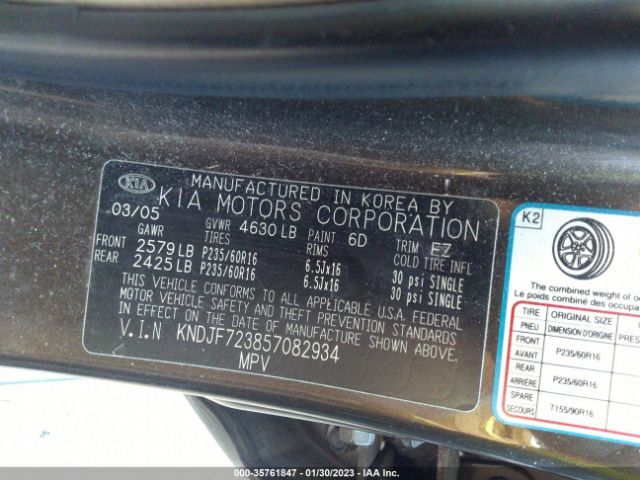 KIA
MANUFACTURED IN KOREA BY
KIA MOTORS CORPORATION
03/05 GVWR 4630 LB PAINT 6D TRIM EZ
GAWR TIRES RIMS COLD TIRE INFL
FRONT 2579 LB P235/60R16 6.5Jx16 30 psi SINGLE
REAR 2425 LB P235/60R16 6.5Jx16 30 psi SINGLE
THIS VEHICLE CONFORMS TO ALL APPLICABLE U.S.A. FEDERAL
MOTOR VEHICLE SAFETY AND THEFT PREVENTION STANDARDS
IN EFFECT ON THE DATE OF MANUFACTURE SHOWN ABOVE.
V.I.N KNDJF723857082934
MPV
K2
The combined weight of
Le poids combiné des occupa
TIRE ORIGINAL SIZE
PNEU DIMENSION D'ORIGINE PRES
FRONT
AVANT P235/60R16
REAR
ARRIÈRE P235/60R16
SPARE
SECOURS T155/90R16
000-35761847 01/30/2023 IAA Inc.